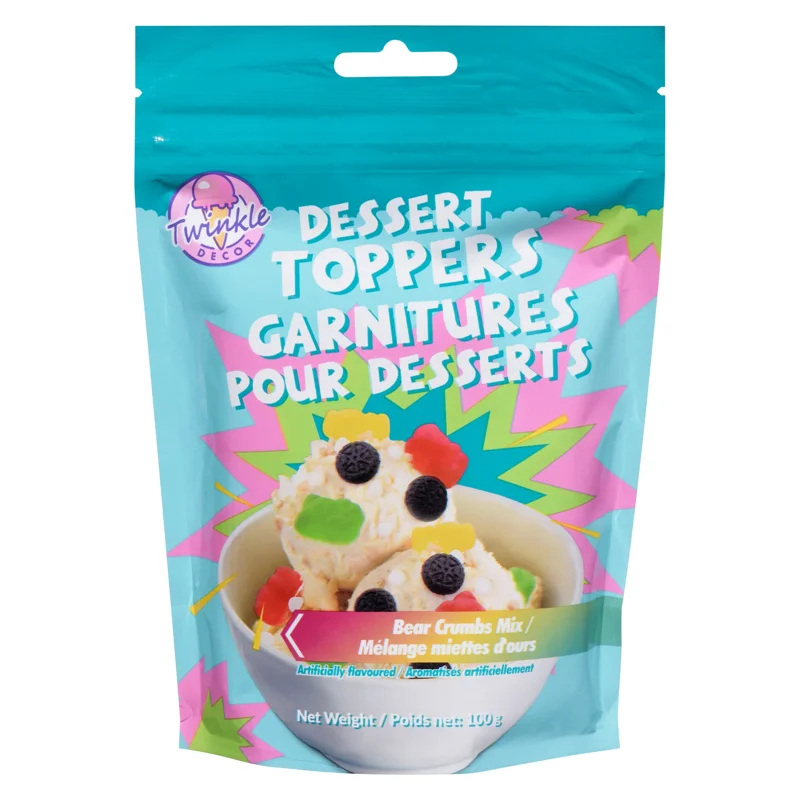 Twinkle
DECOR
DESSERT
TOPPERS
GARNITURES
POUR DESSERTS
Bear Crumbs Mix /
Mélange miettes d'ours
Artificially flavoured / Aromatisés artificiellement
Net Weight / Poids net: 100 g